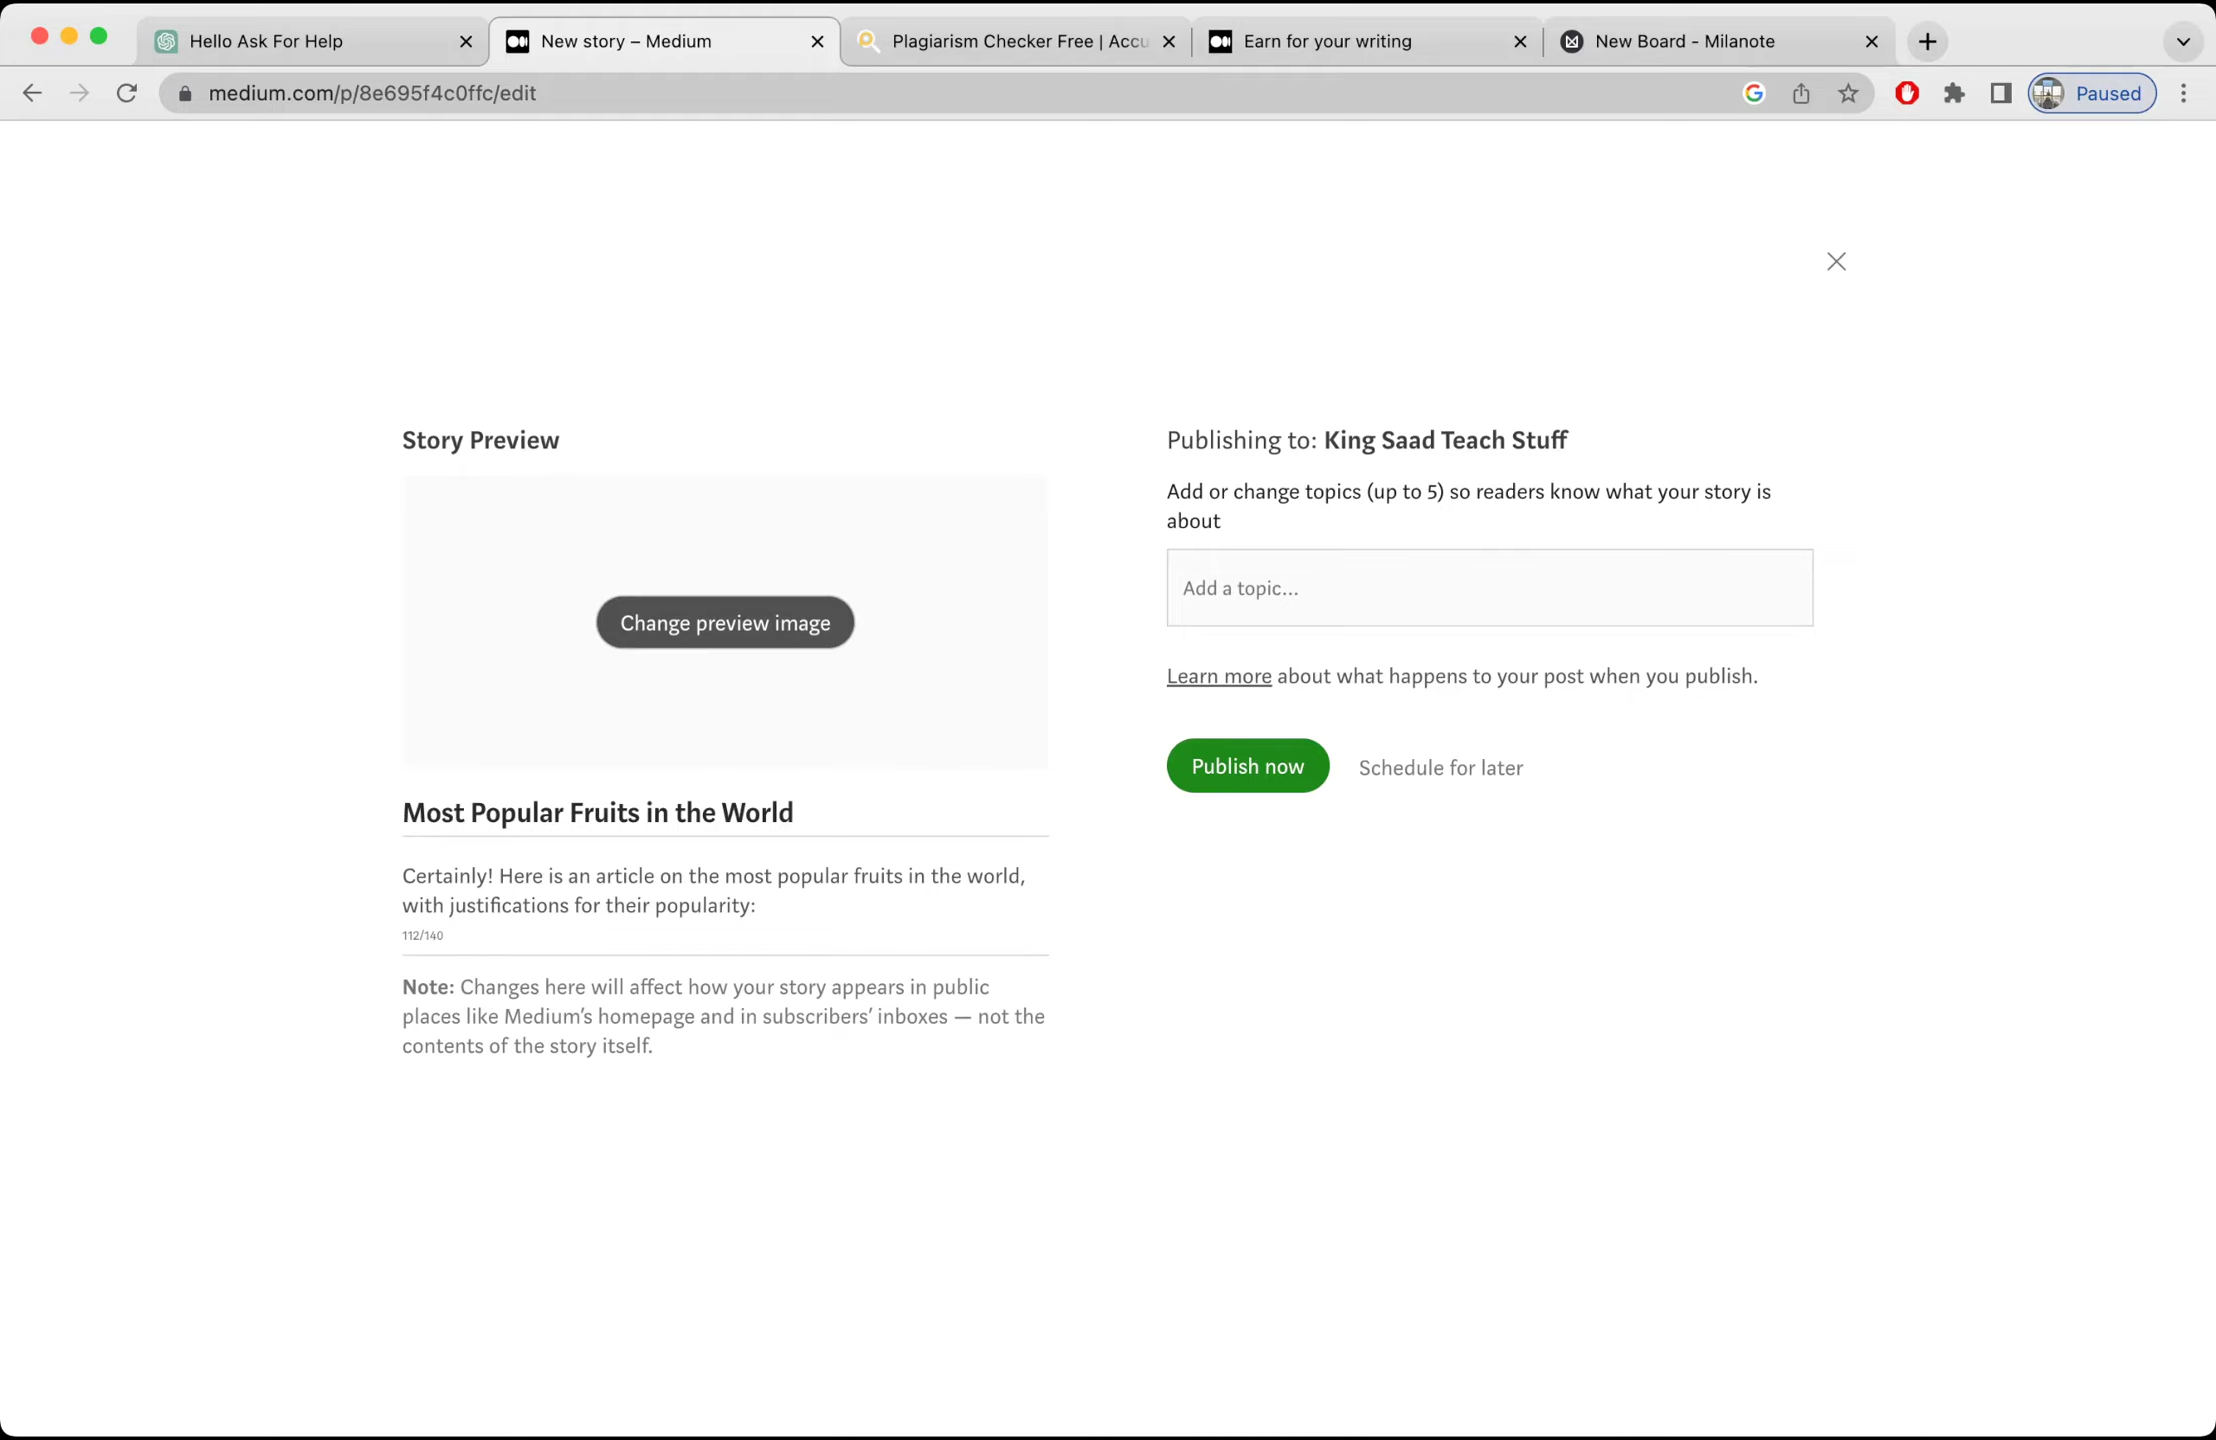 Hello Ask For Help
New story – Medium
Plagiarism Checker Free | Accu
Earn for your writing
New Board - Milanote
medium.com/p/8e695f4c0ffc/edit
Paused
Story Preview
Change preview image
Most Popular Fruits in the World
Certainly! Here is an article on the most popular fruits in the world,
with justifications for their popularity:
112/140
Note: Changes here will affect how your story appears in public
places like Medium’s homepage and in subscribers’ inboxes — not the
contents of the story itself.
Publishing to: King Saad Teach Stuff
Add or change topics (up to 5) so readers know what your story is
about
Add a topic...
Learn more about what happens to your post when you publish.
Publish now
Schedule for later